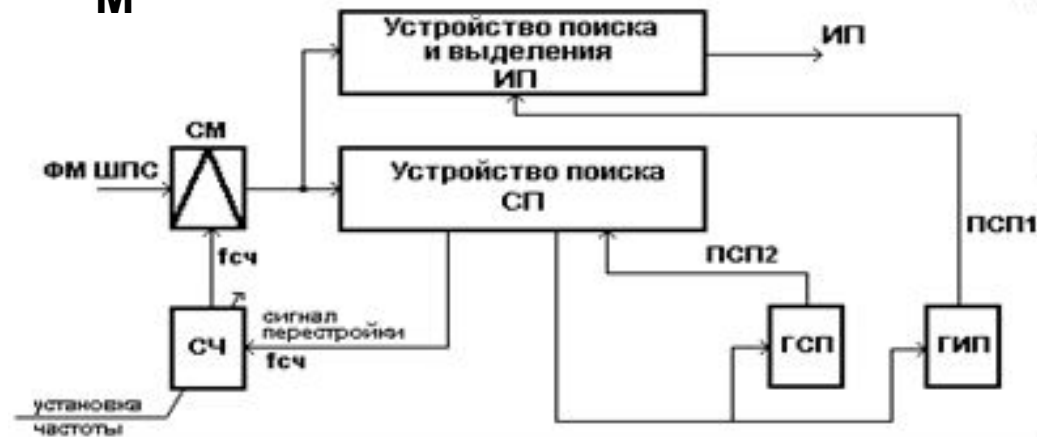 М
Устройство поиска
и выделения
ИП
ИП
СМ
ФМ ШПС
Устройство поиска
СП
ПСП1
fсч
ПСП2
сигнал
перестройки
СЧ
fсч
ГСП
ГИП
установка
частоты